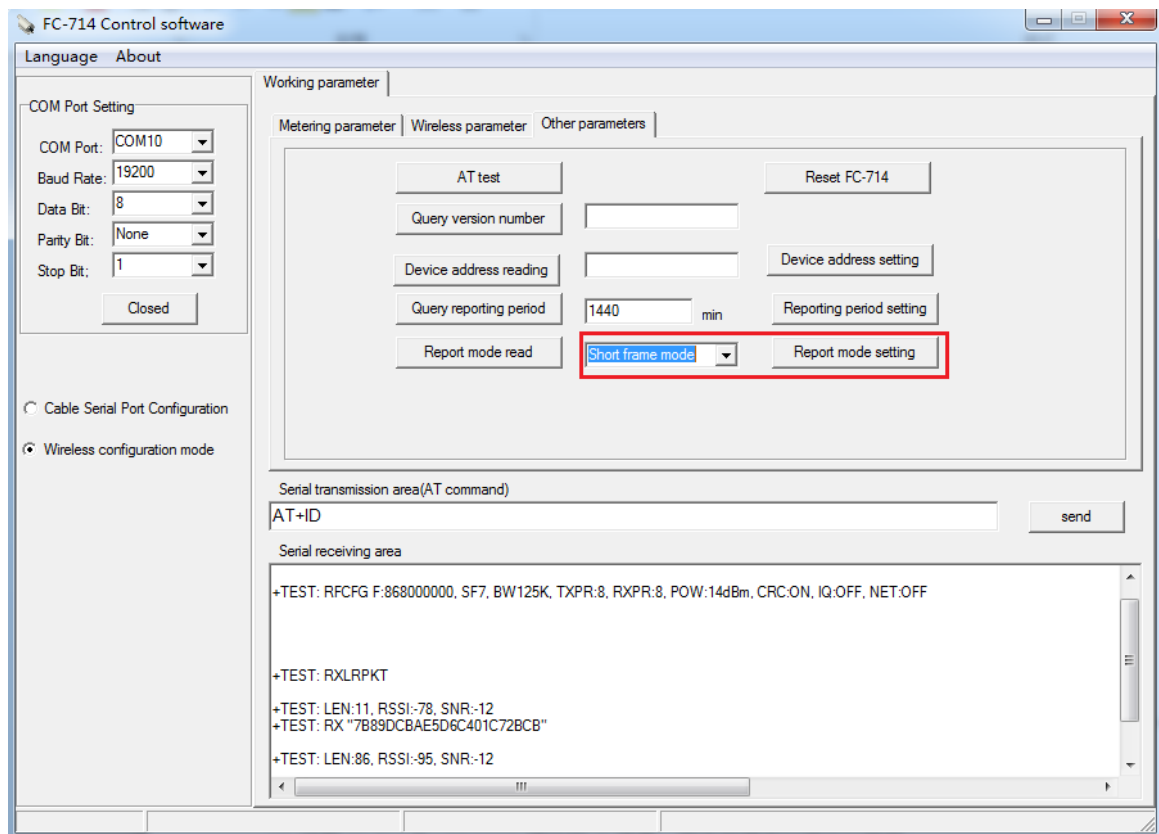 FC-714 Control software
Language About
COM Port Setting
COM Port: COM10
Baud Rate: 19200
Data Bit: 8
Parity Bit: None
Stop Bit; 1
Closed
Cable Serial Port Configuration
Wireless configuration mode
Working parameter
Metering parameter Wireless parameter Other parameters
AT test Reset FC-714
Query version number
Device address reading Device address setting
Query reporting period 1440 min Reporting period setting
Report mode read Short frame mode Report mode setting
Serial transmission area(AT command)
AT+ID send
Serial receiving area
+TEST: RFCFG F:868000000, SF7, BW125K, TXPR:8, RXPR:8, POW:14dBm, CRC:ON, IQ:OFF, NET:OFF
+TEST: RXLRPKT
+TEST: LEN:11, RSSI:-78, SNR:-12
+TEST: RX "7B89DCBAE5D6C401C72BCB"
+TEST: LEN:86, RSSI:-95, SNR:-12